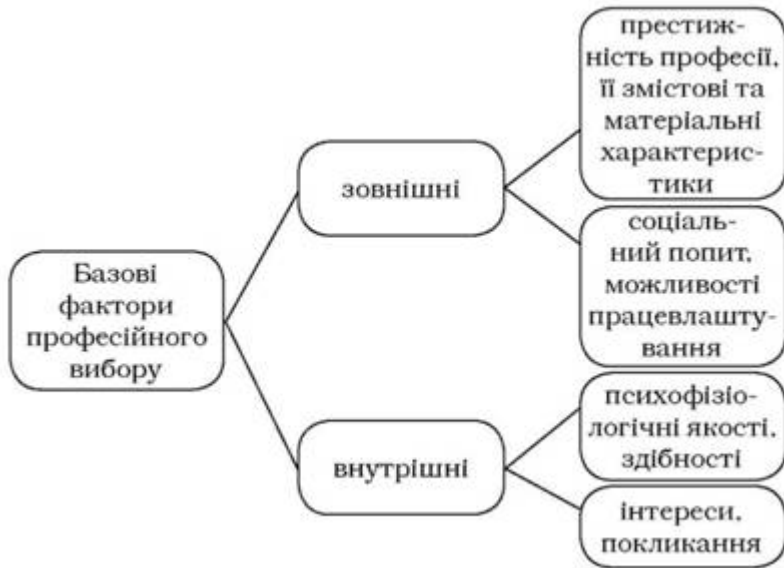 Базові
фактори
професійного
вибору
зовнішні
престиж-
ність професії,
її змістові та
матеріальні
характерис-
тики
соціаль-
ний попит,
можливості
працевлашту-
вання
внутрішні
психофізіо-
логічні якості,
здібності
інтереси,
покликання